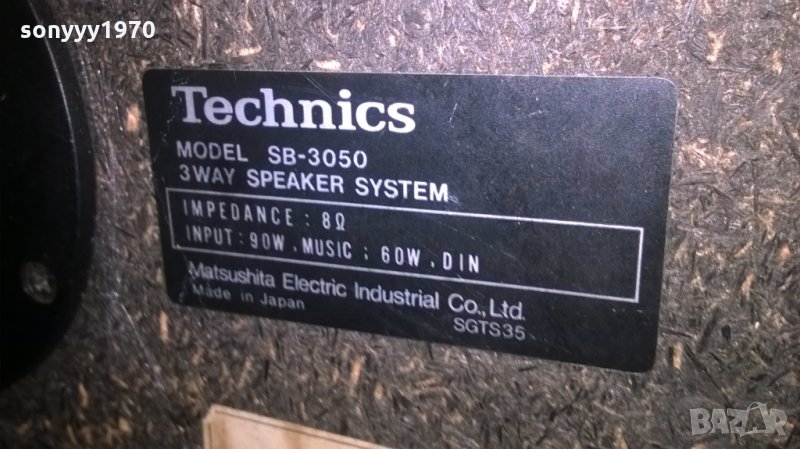 sonyyy1970
Technics
MODEL SB-3050
3WAY SPEAKER SYSTEM
IMPEDANCE : 8Ω
INPUT : 90W . MUSIC ; 60W . DIN
Matsushita Electric Industrial Co., Ltd.
Made in Japan
SGTS35
BAZAR